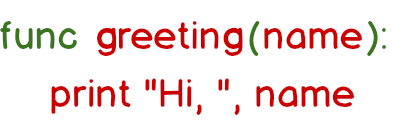 func greeting(name):
print "Hi, ", name